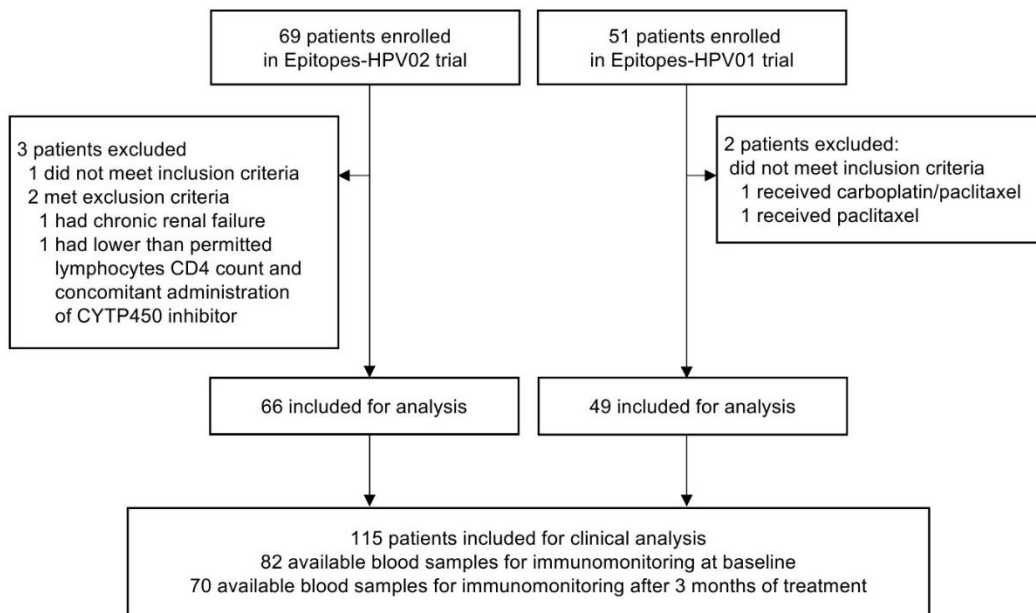 69 patients enrolled
in Epitopes-HPV02 trial
51 patients enrolled
in Epitopes-HPV01 trial
3 patients excluded
1 did not meet inclusion criteria
2 met exclusion criteria
1 had chronic renal failure
1 had lower than permitted
lymphocytes CD4 count and
concomitant administration
of CYTP450 inhibitor
2 patients excluded:
did not meet inclusion criteria
1 received carboplatin/paclitaxel
1 received paclitaxel
66 included for analysis
49 included for analysis
115 patients included for clinical analysis
82 available blood samples for immunomonitoring at baseline
70 available blood samples for immunomonitoring after 3 months of treatment